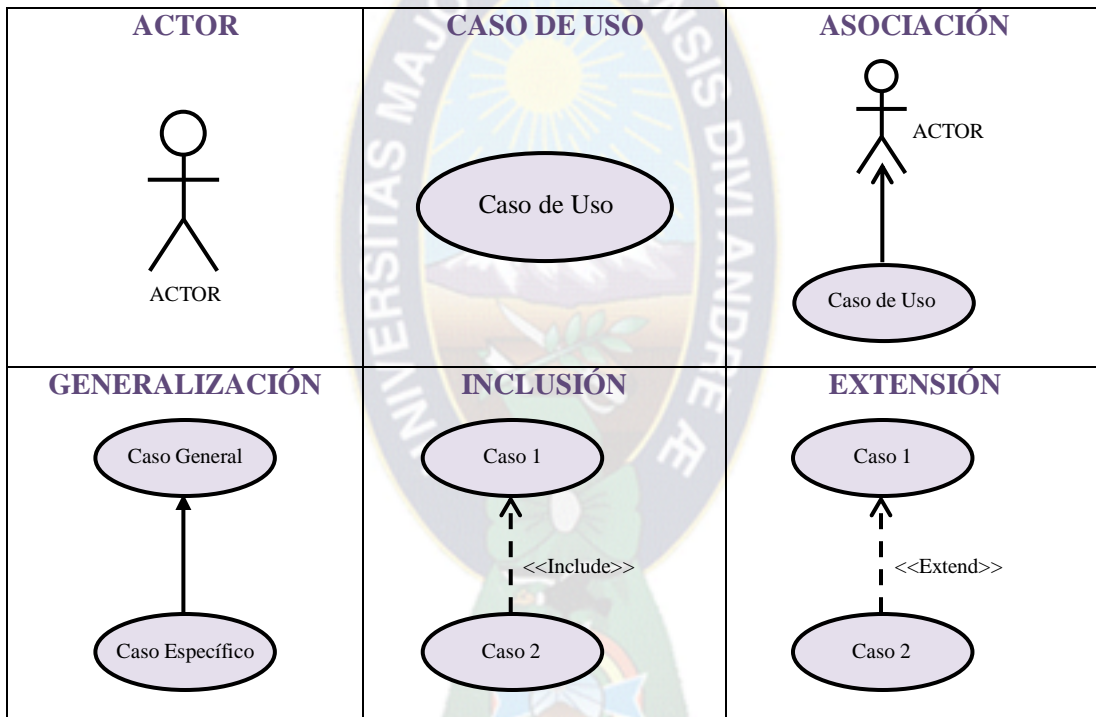 ACTOR
CASO DE USO
ASOCIACIÓN
ACTOR
Caso de Uso
ACTOR
Caso de Uso
GENERALIZACIÓN
INCLUSIÓN
EXTENSIÓN
Caso General
Caso Específico
Caso 1
<<Include>>
Caso 2
Caso 1
<<Extend>>
Caso 2